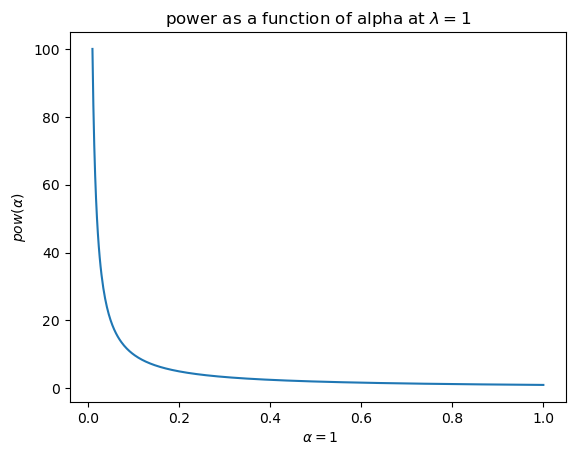 power as a function of alpha at λ = 1
100
80
60
40
20
0
pow(α)
0.0 0.2 0.4 0.6 0.8 1.0
α = 1